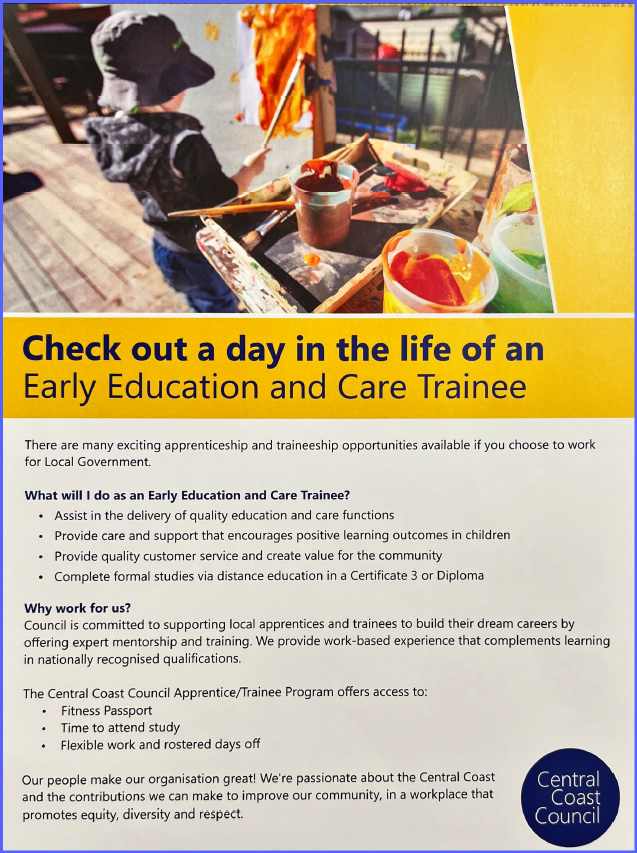 Check out a day in the life of an
Early Education and Care Trainee
There are many exciting apprenticeship and traineeship opportunities available if you choose to work
for Local Government.
What will I do as an Early Education and Care Trainee?
• Assist in the delivery of quality education and care functions
• Provide care and support that encourages positive learning outcomes in children
• Provide quality customer service and create value for the community
• Complete formal studies via distance education in a Certificate 3 or Diploma
Why work for us?
Council is committed to supporting local apprentices and trainees to build their dream careers by
offering expert mentorship and training. We provide work-based experience that complements learning
in nationally recognised qualifications.
The Central Coast Council Apprentice/Trainee Program offers access to:
• Fitness Passport
• Time to attend study
• Flexible work and rostered days off
Our people make our organisation great! We're passionate about the Central Coast
and the contributions we can make to improve our community, in a workplace that
promotes equity, diversity and respect.
Central
Coast
Council